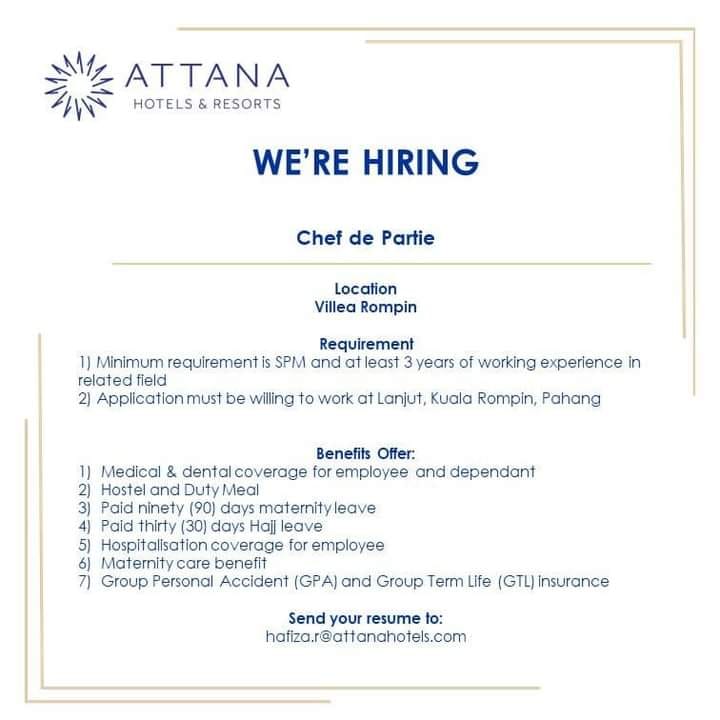 ATTANA
HOTELS & RESORTS
WE'RE HIRING
Chef de Partie
Location
Villea Rompin
Requirement
1) Minimum requirement is SPM and at least 3 years of working experience in
related field
2) Application must be willing to work at Lanjut, Kuala Rompin, Pahang
Benefits Offer:
1) Medical & dental coverage for employee and dependant
2) Hostel and Duty Meal
3) Paid ninety (90) days maternity leave
4) Paid thirty (30) days Hajj leave
5) Hospitalisation coverage for employee
6) Maternity care benefit
7) Group Personal Accident (GPA) and Group Term Life (GTL) insurance
Send your resume to:
hafiza.r@attanahotels.com